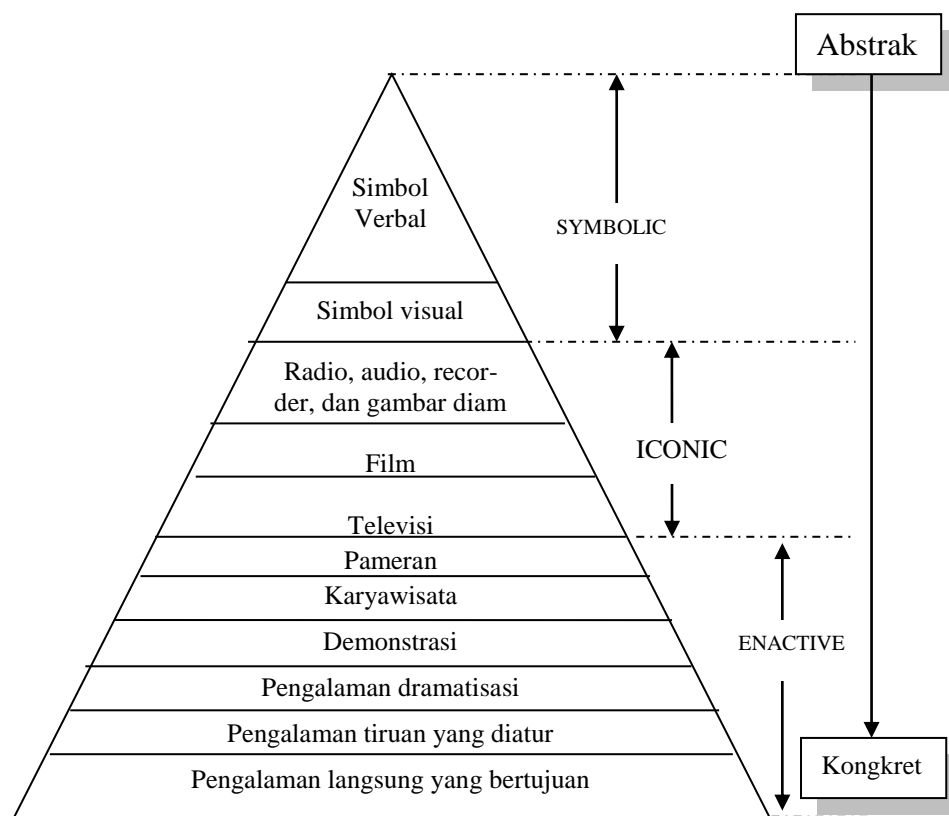 Abstrak
Simbol
Verbal
SYMBOLIC
Simbol visual
Radio, audio, recor-
der, dan gambar diam
ICONIC
Film
Televisi
Pameran
Karyawisata
Demonstrasi
ENACTIVE
Pengalaman dramatisasi
Pengalaman tiruan yang diatur
Kongkret
Pengalaman langsung yang bertujuan